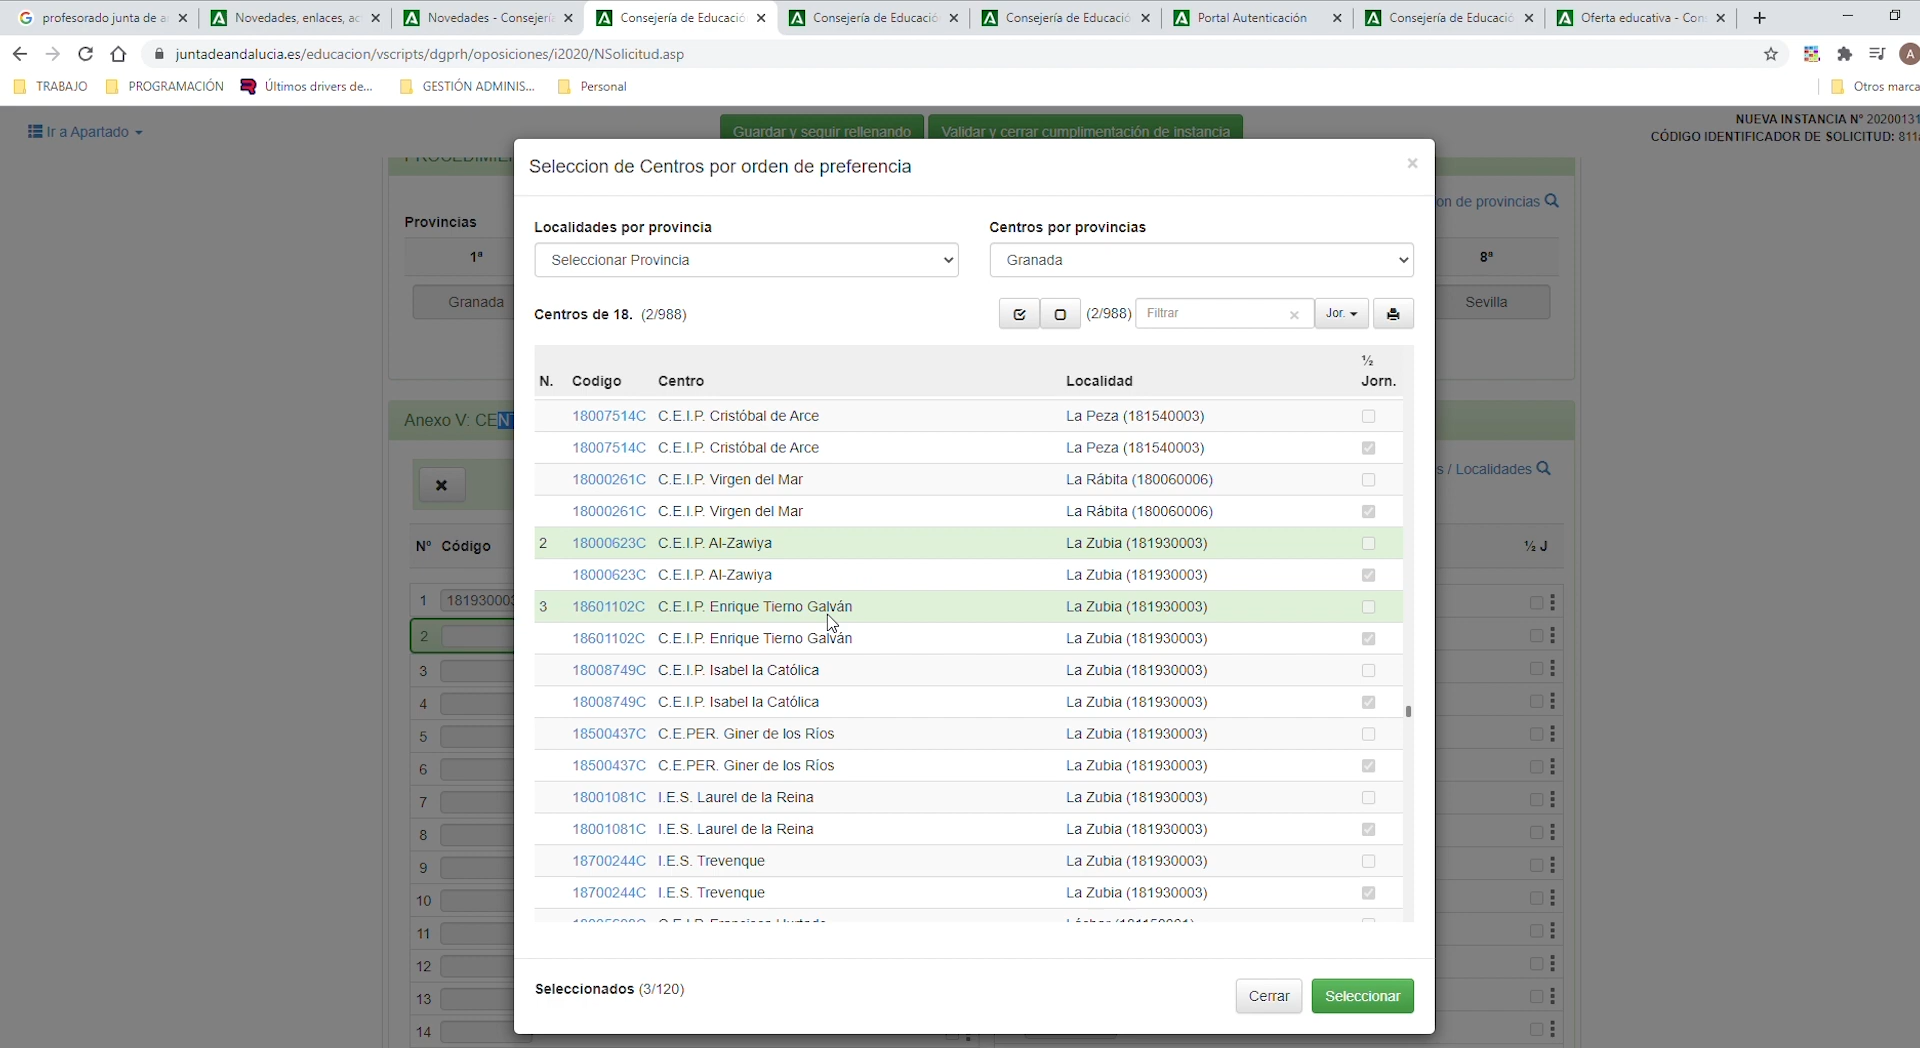 profesorado junta de a
Novedades, enlaces, ac
Novedades - Consejería
Consejería de Educació
Consejería de Educació
Consejería de Educació
Portal Autenticación
Consejería de Educació
Oferta educativa - Con
juntadeandalucia.es/educacion/vscripts/dgprh/oposiciones/i2020/NSolicitud.asp
A
TRABAJO PROGRAMACIÓN Últimos drivers de... GESTIÓN ADMINIS... Personal Otros marca
Ir a Apartado
Guardar y seguir rellenando
Validar y cerrar cumplimentación de instancia
NUEVA INSTANCIA Nº 20200131
CÓDIGO IDENTIFICADOR DE SOLICITUD: 811
PROCEDIMIE
Seleccion de Centros por orden de preferencia
×
on de provincias
Provincias
1ª
8ª
Granada
Sevilla
Localidades por provincia
Centros por provincias
Seleccionar Provincia
Granada
Centros de 18. (2/988)
(2/988) Filtrar × Jor.
N. Codigo Centro Localidad ½ Jorn.
18007514C C.E.I.P. Cristóbal de Arce La Peza (181540003)
18007514C C.E.I.P. Cristóbal de Arce La Peza (181540003)
18000261C C.E.I.P. Virgen del Mar La Rábita (180060006)
18000261C C.E.I.P. Virgen del Mar La Rábita (180060006)
2 18000623C C.E.I.P. Al-Zawiya La Zubia (181930003)
18000623C C.E.I.P. Al-Zawiya La Zubia (181930003)
3 18601102C C.E.I.P. Enrique Tierno Galván La Zubia (181930003)
18601102C C.E.I.P. Enrique Tierno Galván La Zubia (181930003)
18008749C C.E.I.P. Isabel la Católica La Zubia (181930003)
18008749C C.E.I.P. Isabel la Católica La Zubia (181930003)
18500437C C.E.PER. Giner de los Ríos La Zubia (181930003)
18500437C C.E.PER. Giner de los Ríos La Zubia (181930003)
18001081C I.E.S. Laurel de la Reina La Zubia (181930003)
18001081C I.E.S. Laurel de la Reina La Zubia (181930003)
18700244C I.E.S. Trevenque La Zubia (181930003)
18700244C I.E.S. Trevenque La Zubia (181930003)
Seleccionados (3/120)
Cerrar
Seleccionar
Anexo V: CENT
s / Localidades
Nº Código
½ J
1 181930003
2
3
4
5
6
7
8
9
10
11
12
13
14